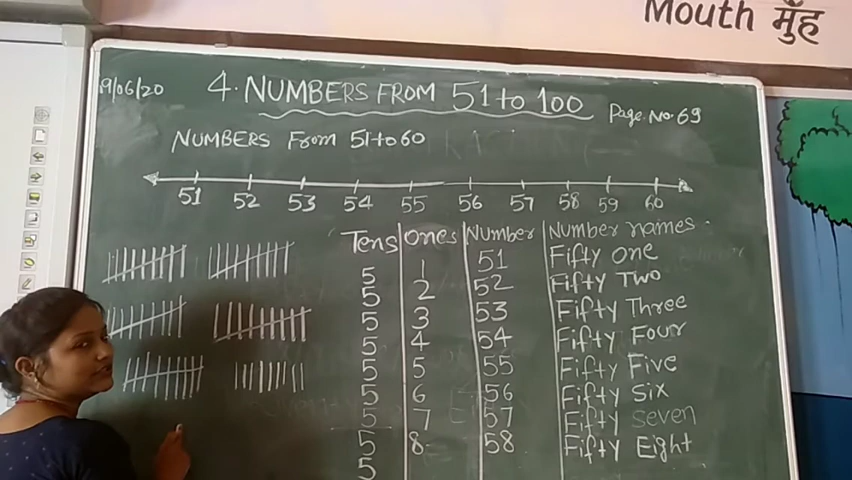 Mouth मुँह
19/06/20 4. NUMBERS FROM 51 to 100 Page No. 69
NUMBERS From 51 to 60
51 52 53 54 55 56 57 58 59 60
Tens Ones Number Number names.
5 1 51 Fifty One
5 2 52 Fifty Two
5 3 53 Fifty Three
5 4 54 Fifty Four
5 5 55 Fifty Five
5 6 56 Fifty Six
5 7 57 Fifty Seven
5 8 58 Fifty Eight
5